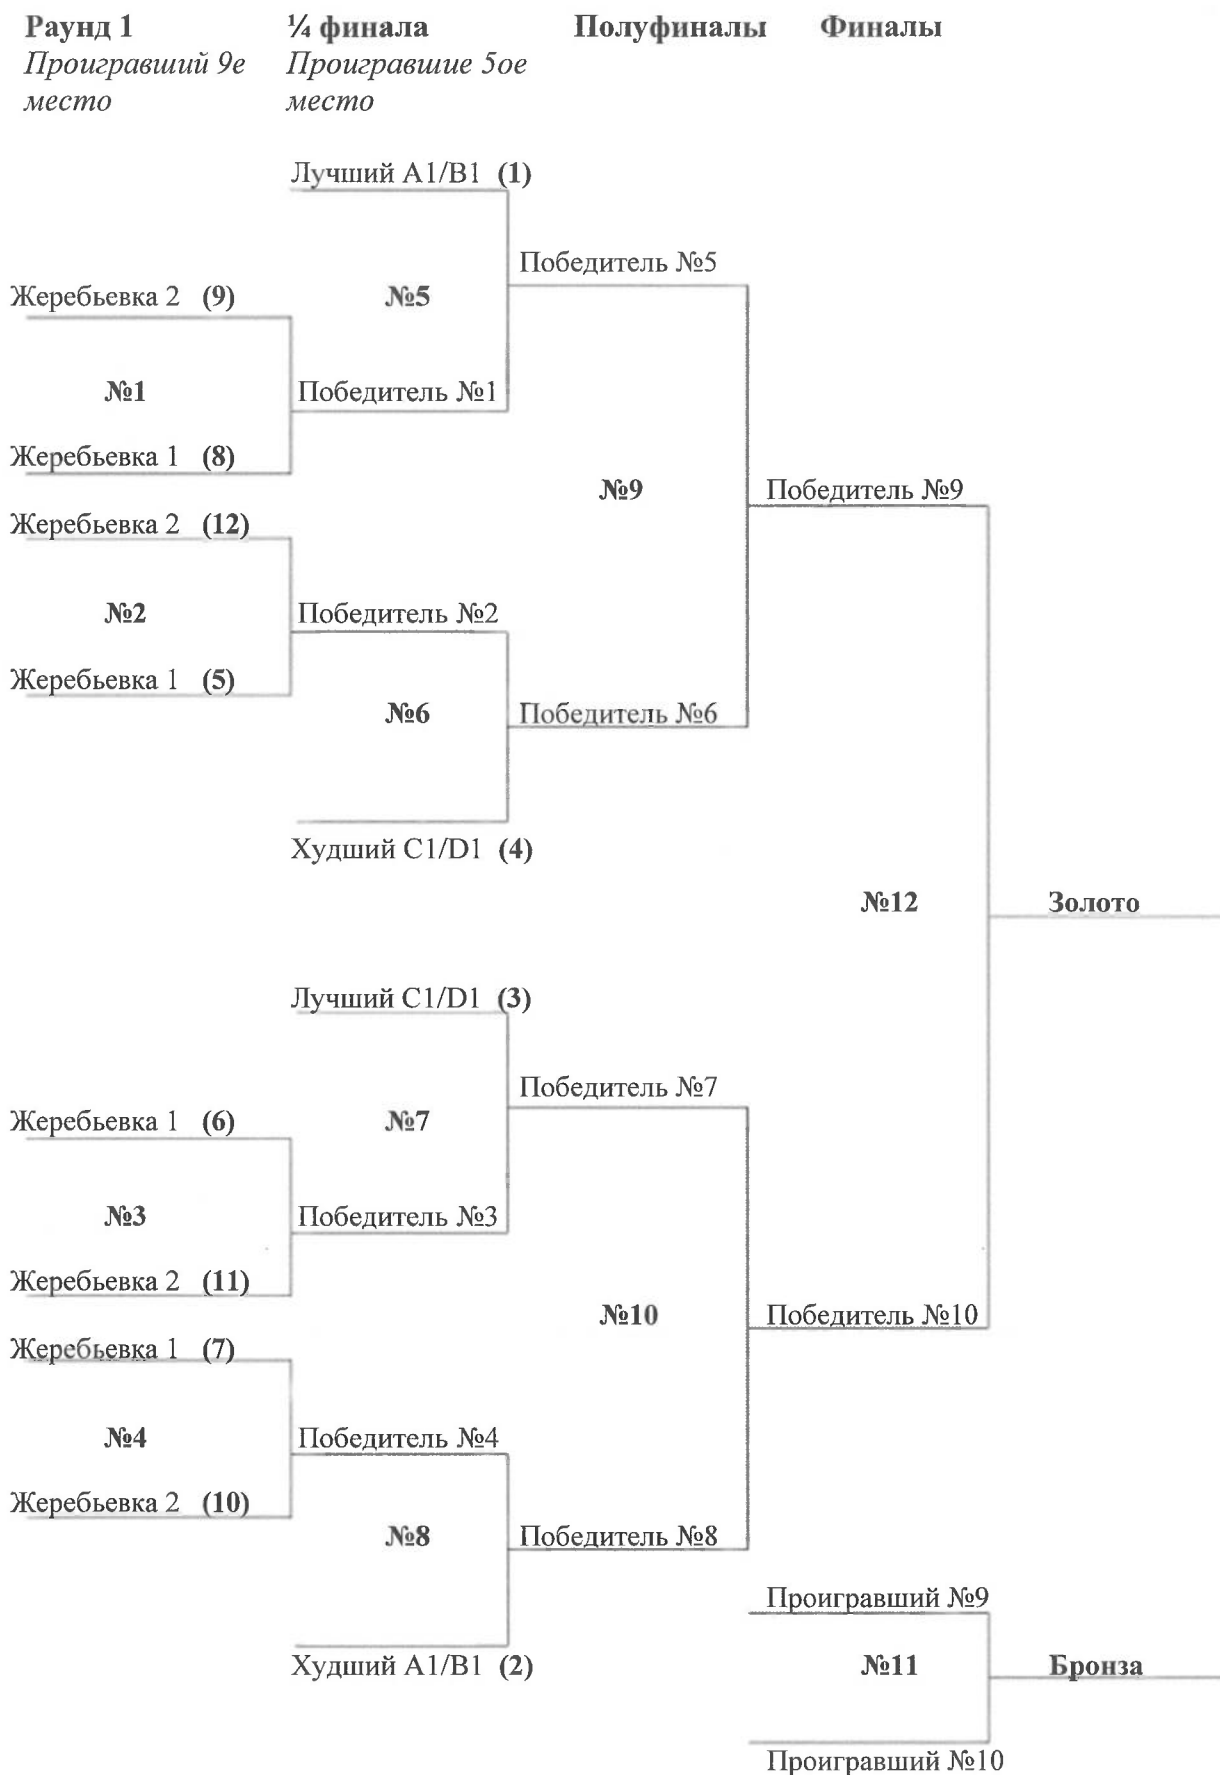 Раунд 1
Проигравший 9е
место
¼ финала
Проигравшие 5ое
место
Полуфиналы
Финалы
Лучший A1/B1 (1)
Победитель №5
Жеребьевка 2 (9)
№5
№1
Победитель №1
Жеребьевка 1 (8)
№9
Победитель №9
Жеребьевка 2 (12)
№2
Победитель №2
Жеребьевка 1 (5)
№6
Победитель №6
Худший C1/D1 (4)
№12
Золото
Лучший C1/D1 (3)
Победитель №7
Жеребьевка 1 (6)
№7
№3
Победитель №3
Жеребьевка 2 (11)
№10
Победитель №10
Жеребьевка 1 (7)
№4
Победитель №4
Жеребьевка 2 (10)
№8
Победитель №8
Проигравший №9
Худший A1/B1 (2)
№11
Бронза
Проигравший №10